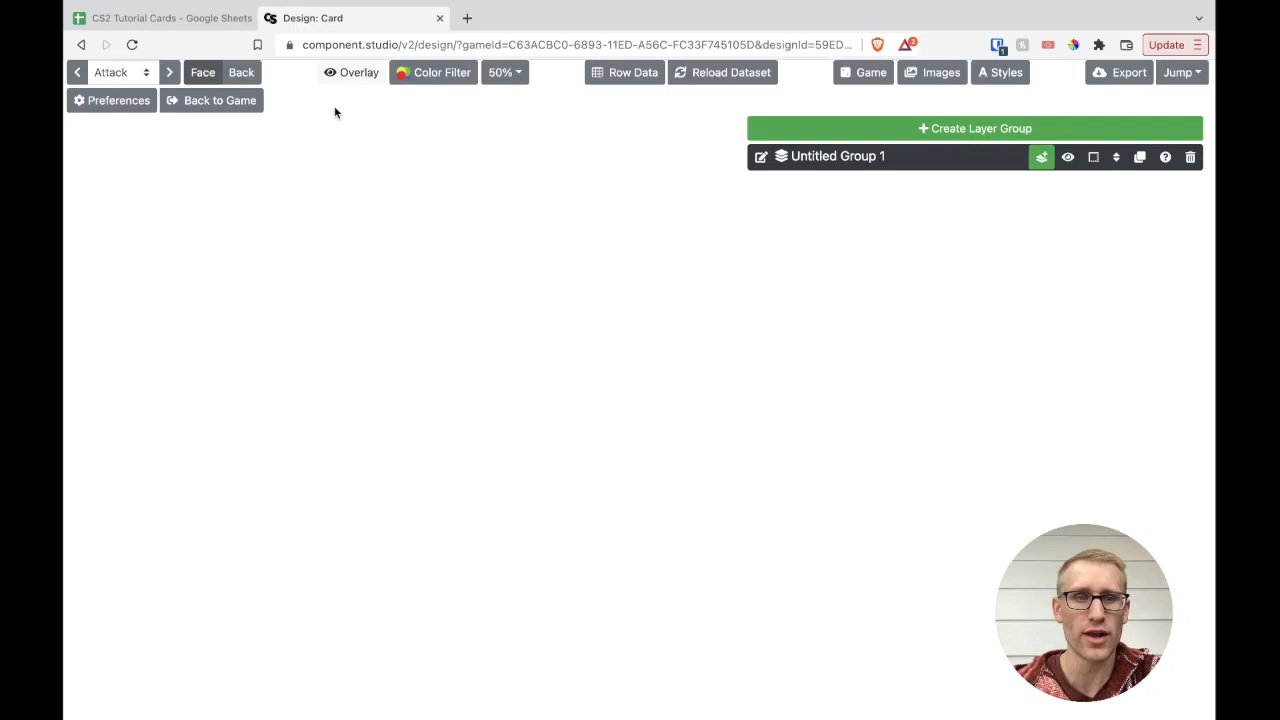 CS2 Tutorial Cards - Google Sheets
Design: Card
component.studio/v2/design/?gameId=C63ACBC0-6893-11ED-A56C-FC33F745105D&designId=59ED...
2
1
Update
Attack
Face
Back
Overlay
Color Filter
50%
Row Data
Reload Dataset
Game
Images
Styles
Export
Jump
Preferences
Back to Game
Create Layer Group
Untitled Group 1